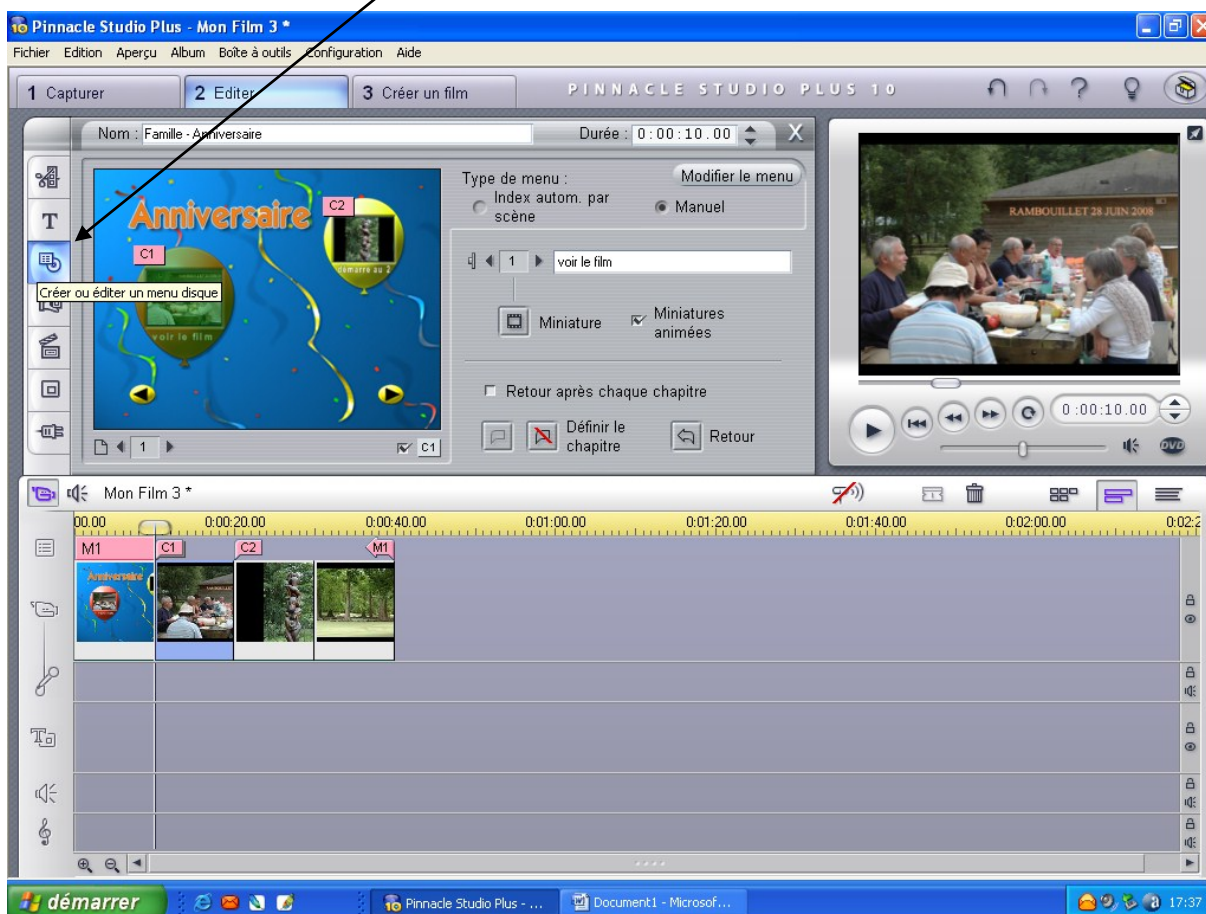 Pinnacle Studio Plus - Mon Film 3 *
Fichier Edition Aperçu Album Boîte à outils Configuration Aide
1 Capturer 2 Editer 3 Créer un film PINNACLE STUDIO PLUS 10
Nom : Famille - Anniversaire Durée : 0:00:10.00 X
Type de menu : Modifier le menu
Index autom. par scène Manuel
Anniversaire C2
démarre au 2
C1
voir le film
1 voir le film
Créer ou éditer un menu disque
Miniature Miniatures animées
Retour après chaque chapitre
Définir le chapitre Retour
1 C1
RAMBOUILLET 28 JUIN 2008
0:00:10.00
DVD
Mon Film 3 *
00.00 0:00:20.00 0:00:40.00 0:01:00.00 0:01:20.00 0:01:40.00 0:02:00.00 0:02:2
M1 C1 C2 M1
Anniversaire
démarrer Pinnacle Studio Plus - ... Document1 - Microsof... 17:37